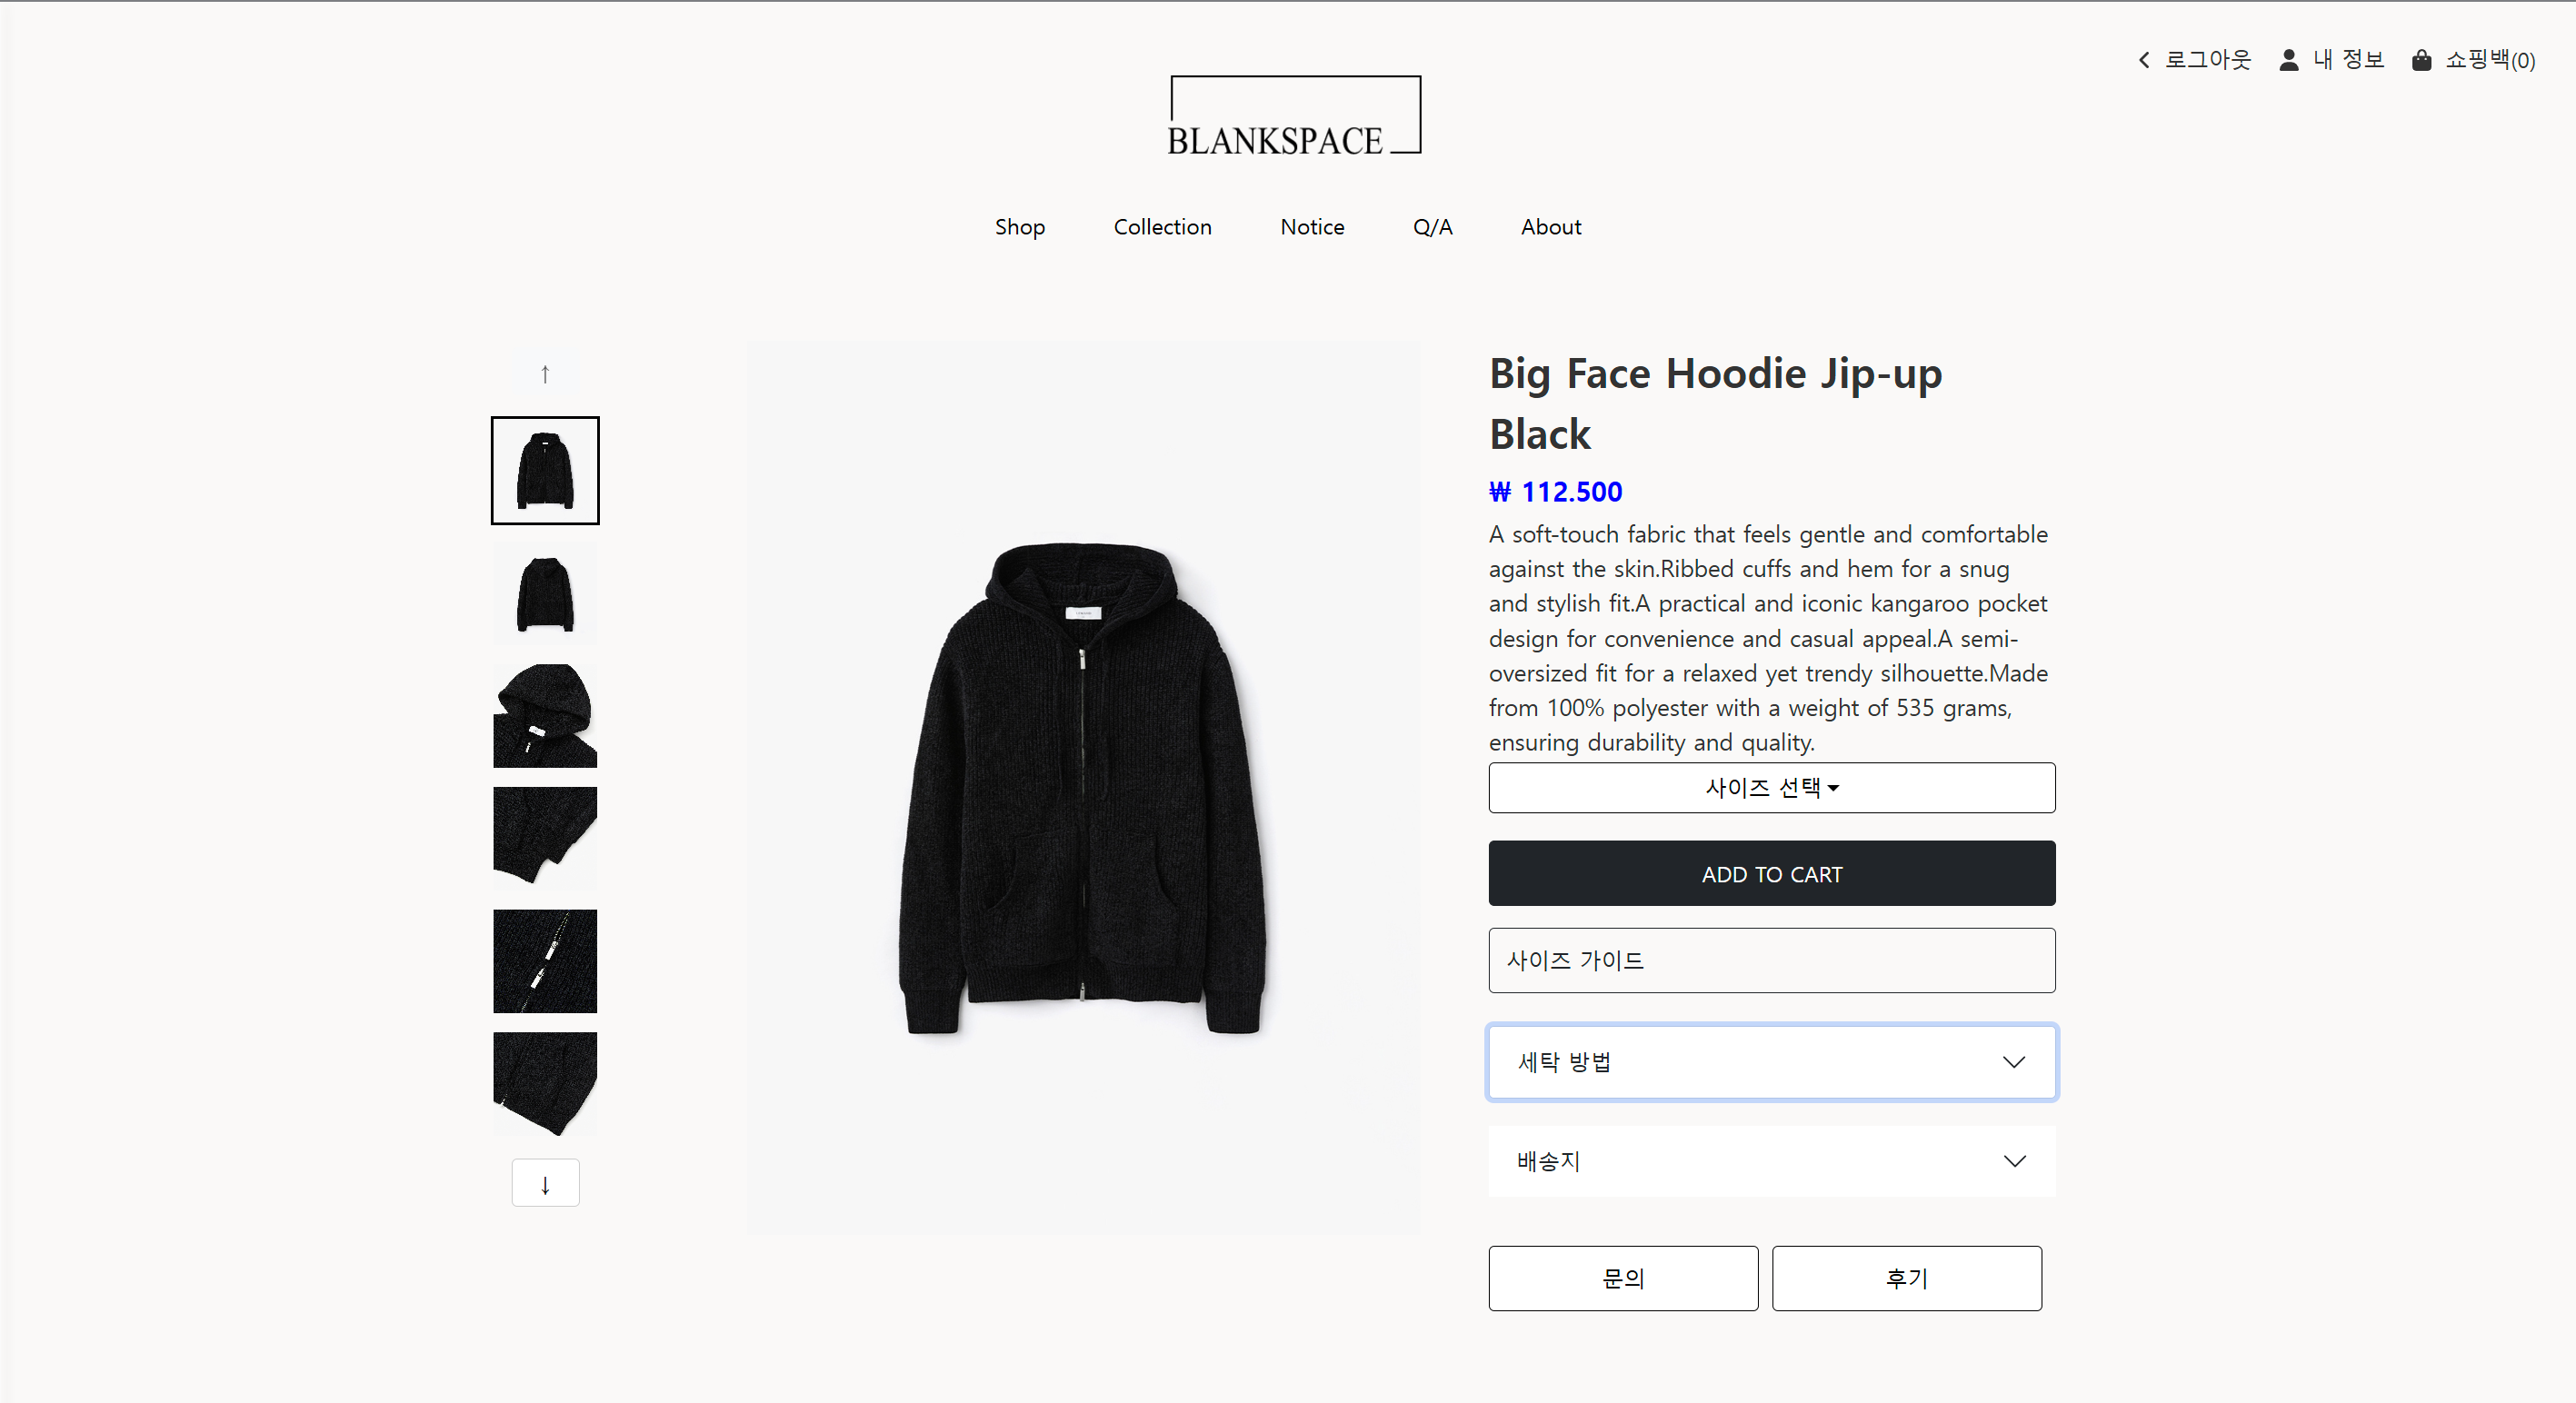 로그아웃 내 정보 쇼핑백(0)
BLANKSPACE
Shop Collection Notice Q/A About
↑
Big Face Hoodie Jip-up
Black
₩ 112.500
A soft-touch fabric that feels gentle and comfortable
against the skin.Ribbed cuffs and hem for a snug
and stylish fit.A practical and iconic kangaroo pocket
design for convenience and casual appeal.A semi-
oversized fit for a relaxed yet trendy silhouette.Made
from 100% polyester with a weight of 535 grams,
ensuring durability and quality.
사이즈 선택
ADD TO CART
사이즈 가이드
세탁 방법
배송지
↓
문의 후기